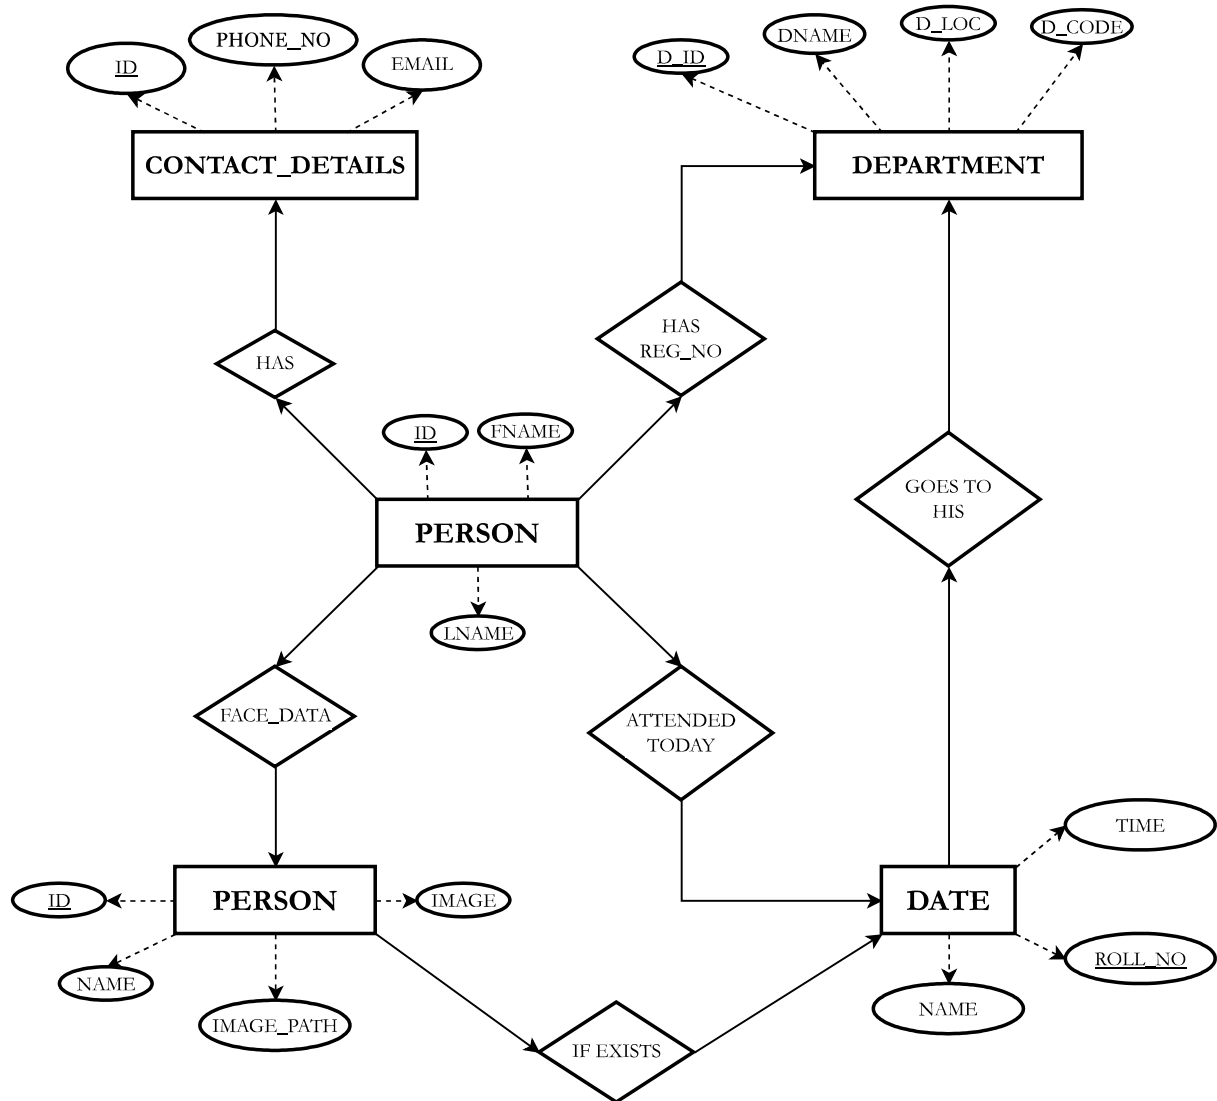 PHONE_NO
ID
EMAIL
CONTACT_DETAILS
D_ID
DNAME
D_LOC
D_CODE
DEPARTMENT
HAS
HAS
REG_NO
ID
FNAME
PERSON
LNAME
GOES TO
HIS
FACE_DATA
ATTENDED
TODAY
TIME
ID
PERSON
IMAGE
NAME
IMAGE_PATH
DATE
ROLL_NO
NAME
IF EXISTS